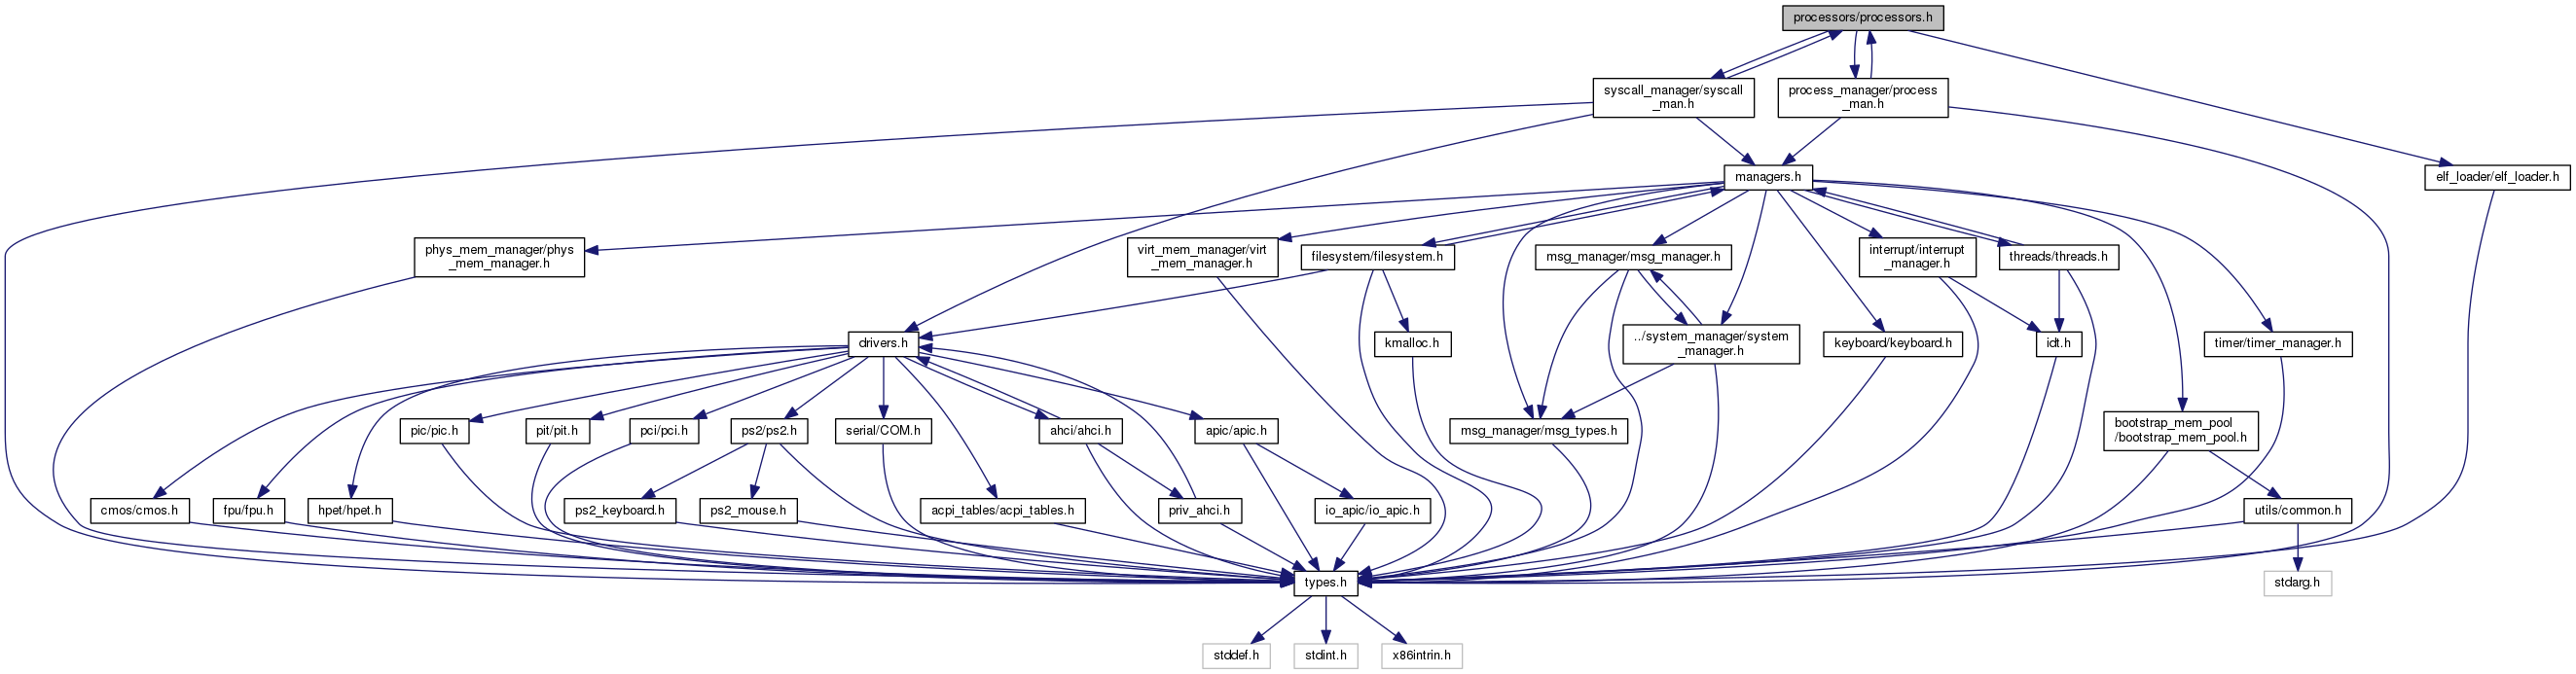 processors/processors.h
syscall_manager/syscall
_man.h
process_manager/process
_man.h
managers.h
elf_loader/elf_loader.h
phys_mem_manager/phys
_mem_manager.h
virt_mem_manager/virt
_mem_manager.h
filesystem/filesystem.h
msg_manager/msg_manager.h
interrupt/interrupt
_manager.h
threads/threads.h
drivers.h
kmalloc.h
../system_manager/system
_manager.h
keyboard/keyboard.h
idt.h
timer/timer_manager.h
pic/pic.h
pit/pit.h
pci/pci.h
ps2/ps2.h
serial/COM.h
ahci/ahci.h
apic/apic.h
msg_manager/msg_types.h
bootstrap_mem_pool
/bootstrap_mem_pool.h
cmos/cmos.h
fpu/fpu.h
hpet/hpet.h
ps2_keyboard.h
ps2_mouse.h
acpi_tables/acpi_tables.h
priv_ahci.h
io_apic/io_apic.h
utils/common.h
types.h
stdarg.h
stddef.h
stdint.h
x86intrin.h